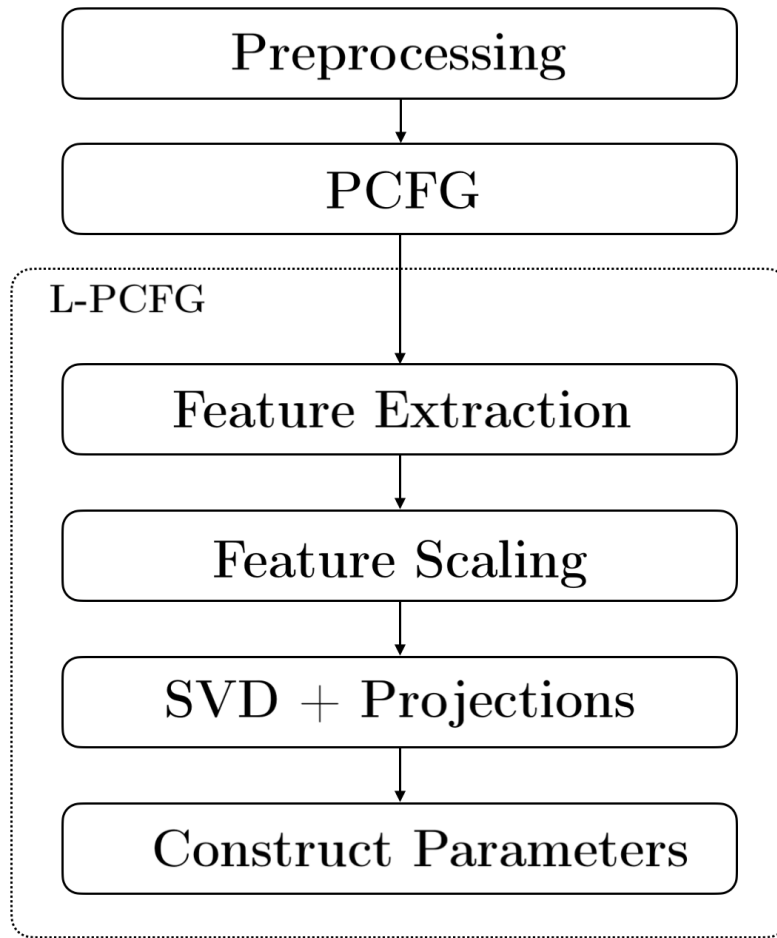 Preprocessing
PCFG
L-PCFG
Feature Extraction
Feature Scaling
SVD + Projections
Construct Parameters